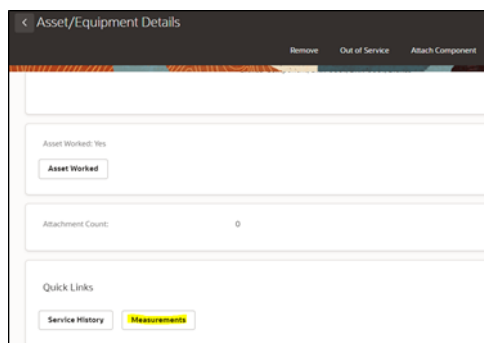 Asset/Equipment Details
Remove Out of Service Attach Component
Asset Worked: Yes
Asset Worked
Attachment Count: 0
Quick Links
Service History Measurements